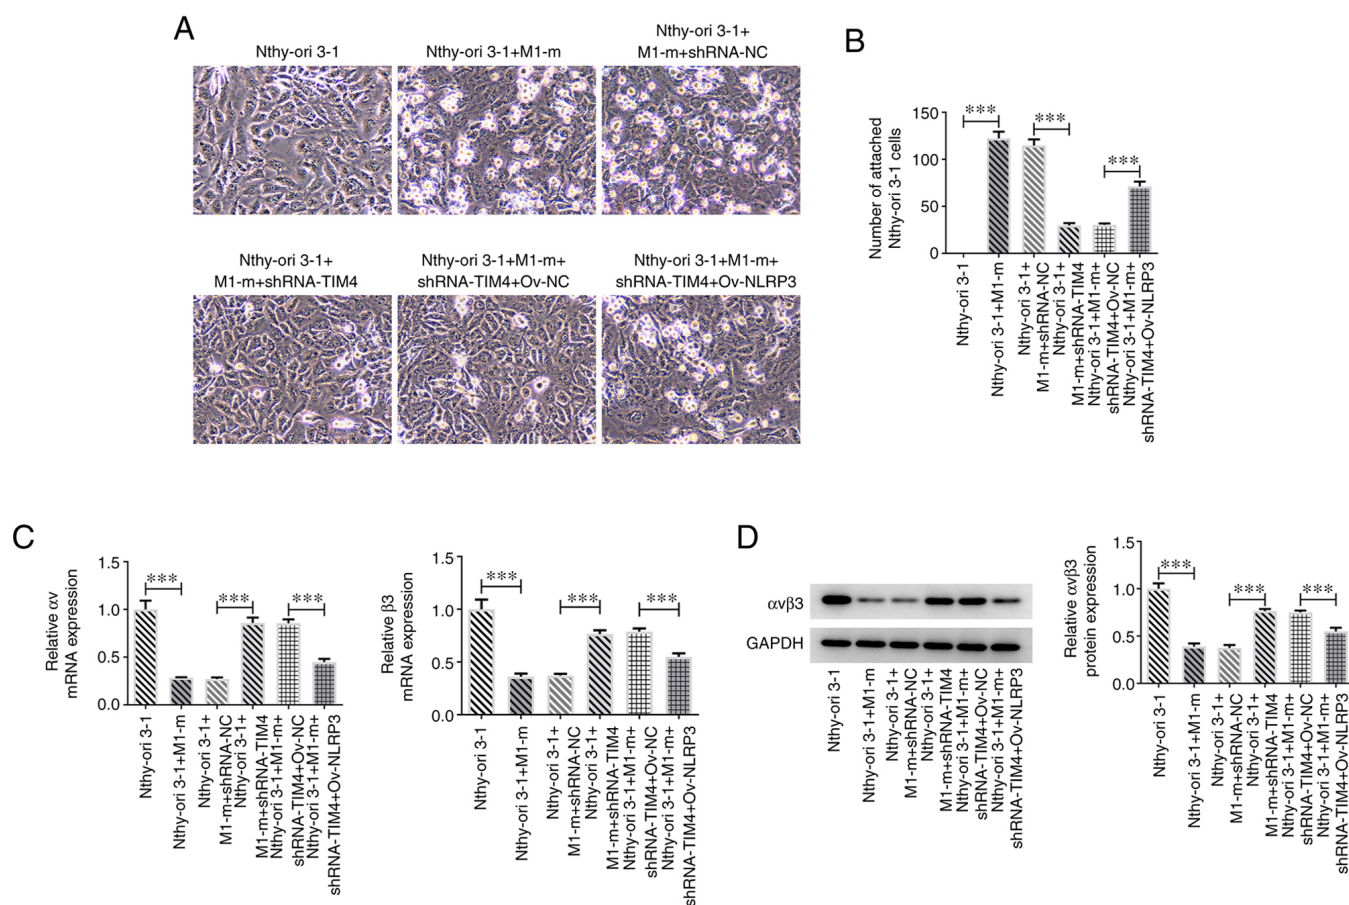 A
Nthy-ori 3-1
Nthy-ori 3-1+M1-m
Nthy-ori 3-1+
M1-m+shRNA-NC
Nthy-ori 3-1+
M1-m+shRNA-TIM4
Nthy-ori 3-1+M1-m+
shRNA-TIM4+Ov-NC
Nthy-ori 3-1+M1-m+
shRNA-TIM4+Ov-NLRP3
B
Number of attached
Nthy-ori 3-1 cells
150
100
50
0
***
***
***
Nthy-ori 3-1
Nthy-ori 3-1+M1-m
Nthy-ori 3-1+
M1-m+shRNA-NC
Nthy-ori 3-1+
M1-m+shRNA-TIM4
Nthy-ori 3-1+M1-m+
shRNA-TIM4+Ov-NC
Nthy-ori 3-1+M1-m+
shRNA-TIM4+Ov-NLRP3
C
Relative αv
mRNA expression
1.5
1.0
0.5
0.0
***
***
***
Nthy-ori 3-1
Nthy-ori 3-1+M1-m
Nthy-ori 3-1+
M1-m+shRNA-NC
Nthy-ori 3-1+
M1-m+shRNA-TIM4
Nthy-ori 3-1+M1-m+
shRNA-TIM4+Ov-NC
Nthy-ori 3-1+M1-m+
shRNA-TIM4+Ov-NLRP3
Relative β3
mRNA expression
1.5
1.0
0.5
0.0
***
***
***
Nthy-ori 3-1
Nthy-ori 3-1+M1-m
Nthy-ori 3-1+
M1-m+shRNA-NC
Nthy-ori 3-1+
M1-m+shRNA-TIM4
Nthy-ori 3-1+M1-m+
shRNA-TIM4+Ov-NC
Nthy-ori 3-1+M1-m+
shRNA-TIM4+Ov-NLRP3
D
αvβ3
GAPDH
Nthy-ori 3-1
Nthy-ori 3-1+M1-m
Nthy-ori 3-1+
M1-m+shRNA-NC
Nthy-ori 3-1+
M1-m+shRNA-TIM4
Nthy-ori 3-1+M1-m+
shRNA-TIM4+Ov-NC
Nthy-ori 3-1+M1-m+
shRNA-TIM4+Ov-NLRP3
Relative αvβ3
protein expression
1.5
1.0
0.5
0.0
***
***
***
Nthy-ori 3-1
Nthy-ori 3-1+M1-m
Nthy-ori 3-1+
M1-m+shRNA-NC
Nthy-ori 3-1+
M1-m+shRNA-TIM4
Nthy-ori 3-1+M1-m+
shRNA-TIM4+Ov-NC
Nthy-ori 3-1+M1-m+
shRNA-TIM4+Ov-NLRP3